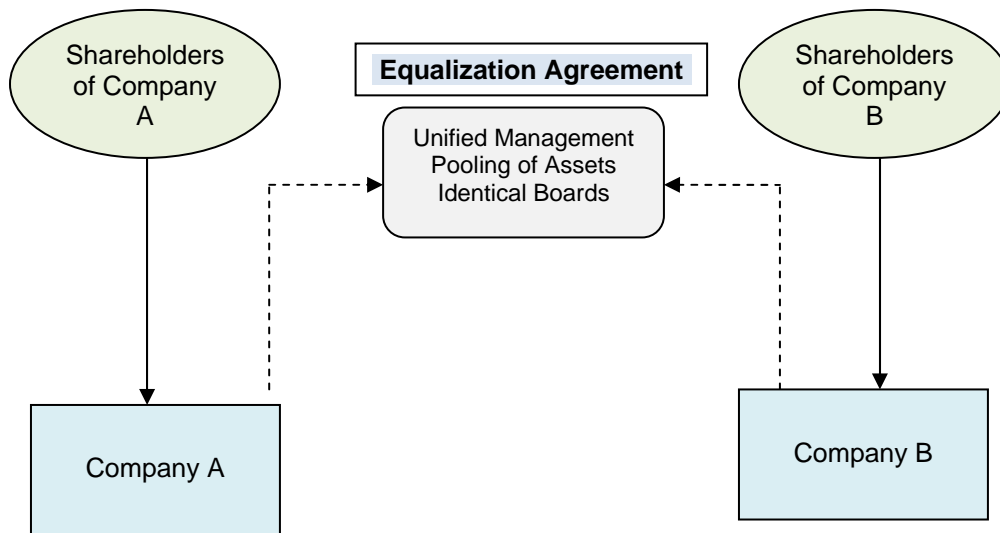 Shareholders
of Company
A
Equalization Agreement
Shareholders
of Company
B
Unified Management
Pooling of Assets
Identical Boards
Company A
Company B